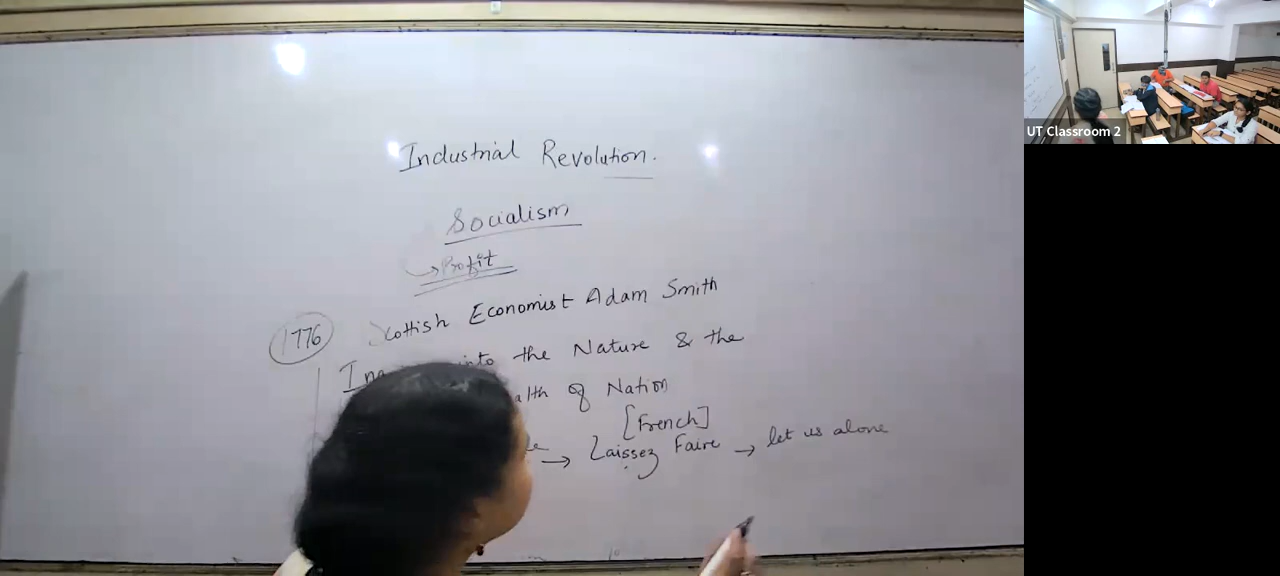 Industrial Revolution.
Socialism
→ Profit
1776
Scottish Economist Adam Smith
into the Nature & the
of Nation
[French]
→ Laissez Faire → let us alone
UT Classroom 2